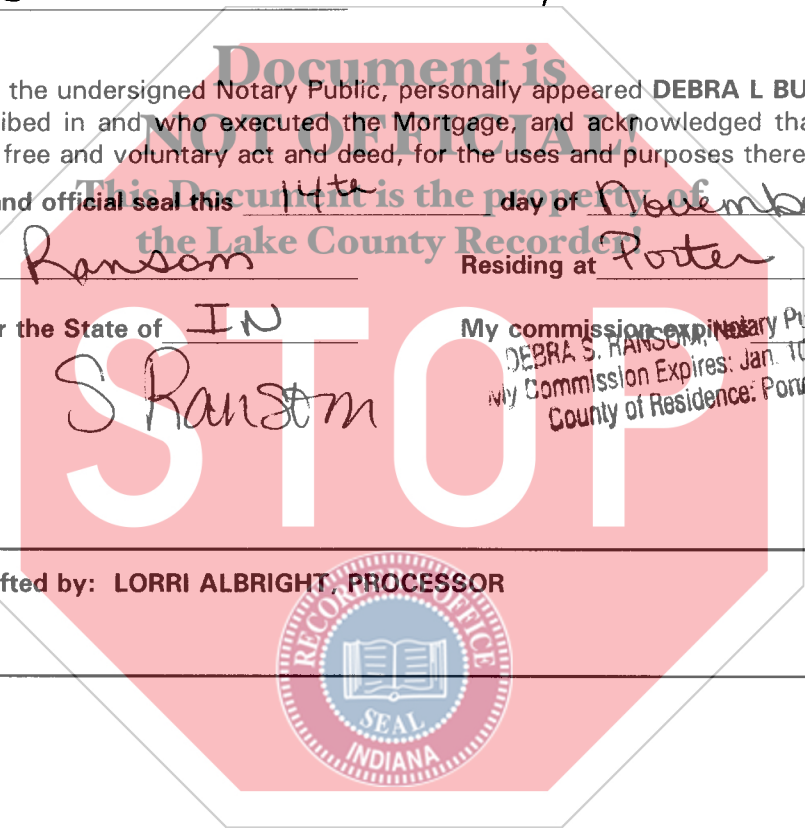 Document is
the undersigned Notary Public, personally appeared DEBRA L BU
NOT OFFICIAL!
ibed in and who executed the Mortgage, and acknowledged tha
free and voluntary act and deed, for the uses and purposes there
This Document is the property of
and official seal this 14th day of Novemb
the Lake County Recorder!
Ransom Residing at Porter
r the State of IN My commission expires
DEBRA S. RANSOM, Notary Pu
My Commission Expires: Jan. 10
County of Residence:
S Ransom
STOP
fted by: LORRI ALBRIGHT, PROCESSOR
RECORDER'S OFFICE
SEAL
INDIANA